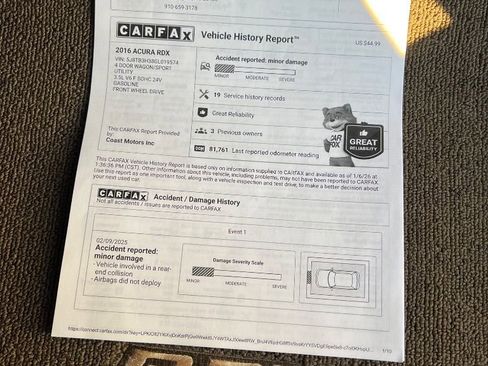 910-659-3178
CARFAX Vehicle History Report™
US $44.99
2016 ACURA RDX
4 DOOR WAGON/SPORT
UTILITY
3.5L V6 F SOHC 24V
GASOLINE
FRONT WHEEL DRIVE
This CARFAX Report Provided
by:
Coast Motors Inc
Accident reported: minor damage
MINOR MODERATE SEVERE
19 Service history records
Great Reliability
3 Previous owners
81,761 Last reported odometer reading
CAR
FOX
GREAT
RELIABILITY
This CARFAX Vehicle History Report is based only on information supplied to CARFAX and available as of 1/6/26 at
1:36:36 PM (CST). Other information about this vehicle, including problems, may not have been reported to CARFAX.
Use this report as one important tool, along with a vehicle inspection and test drive, to make a better decision about
your next used car.
CARFAX Accident / Damage History
Not all accidents / issues are reported to CARFAX
Event 1
02/09/2025
Accident reported:
minor damage
- Vehicle involved in a rear-
end collision
- Airbags did not deploy
Damage Severity Scale
MINOR MODERATE SEVERE
1/10